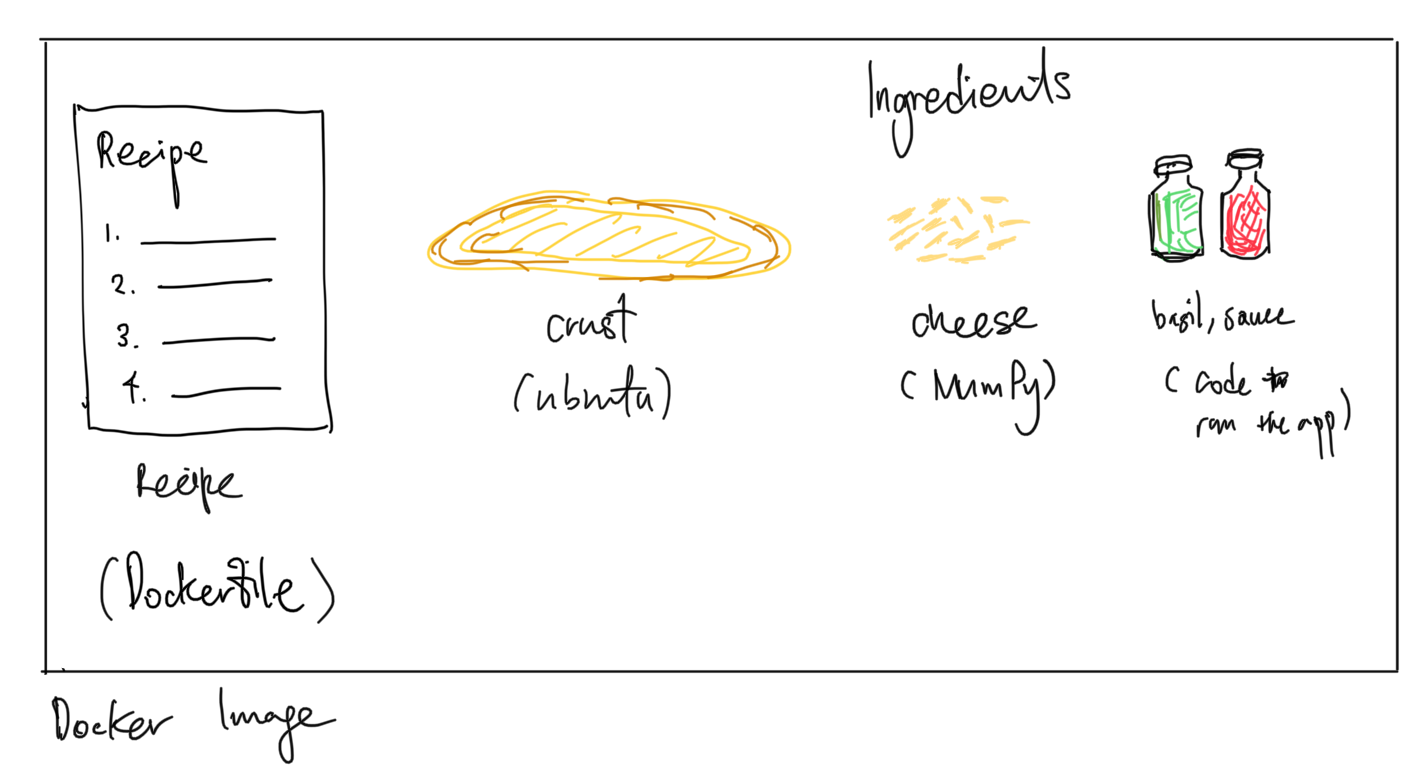 Ingredients
Recipe
1.
2.
3.
4.
crust
(ubuntu)
cheese
(NumPy)
basil, sauce
(code to
run the app)
Recipe
(Dockerfile)
Docker Image